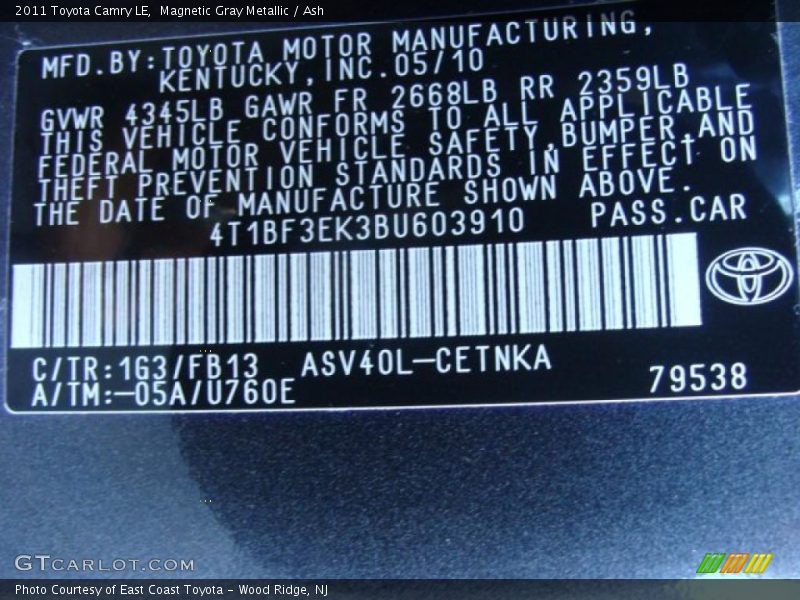 2011 Toyota Camry LE,  Magnetic Gray Metallic / Ash
MFD.BY:TOYOTA MOTOR MANUFACTURING,
KENTUCKY,INC.05/10
GVWR 4345LB GAWR FR 2668LB RR 2359LB
THIS VEHICLE CONFORMS TO ALL APPLICABLE
FEDERAL MOTOR VEHICLE SAFETY,BUMPER,AND
THEFT PREVENTION STANDARDS IN EFFECT ON
THE DATE OF MANUFACTURE SHOWN ABOVE.
4T1BF3EK3BU603910 PASS.CAR
C/TR:1G3/FB13 ASV40L-CETNKA
A/TM:-05A/U760E 79538
GTCARLOT.COM
Photo Courtesy of East Coast Toyota - Wood Ridge, NJ